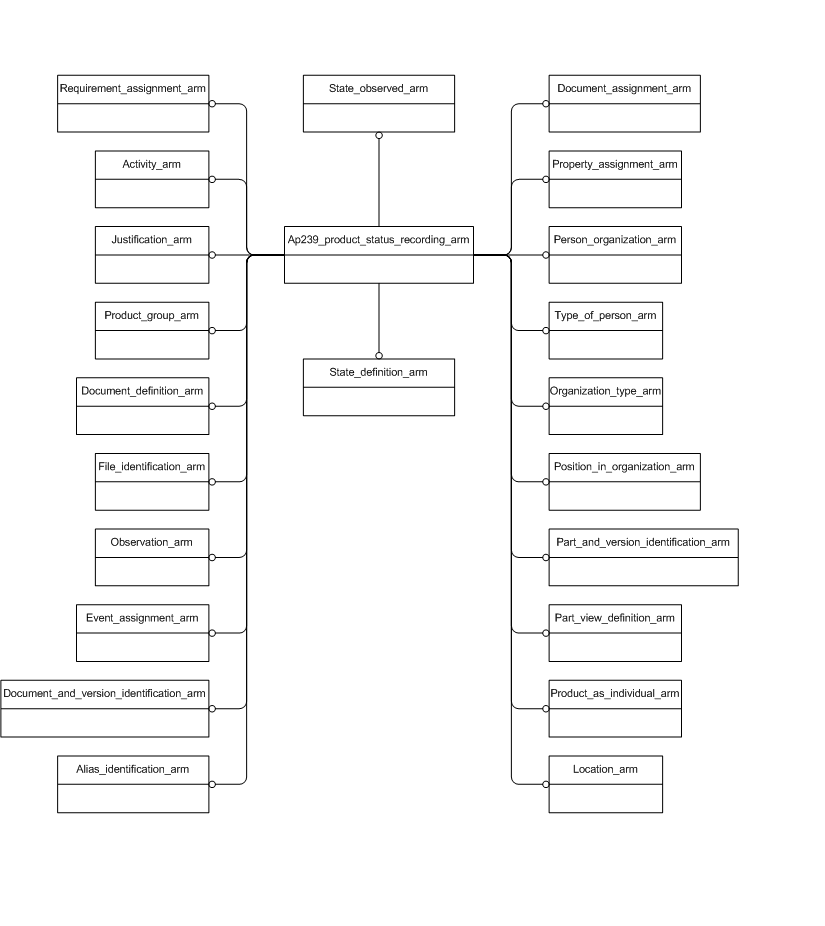 Requirement_assignment_arm
State_observed_arm
Document_assignment_arm
Activity_arm
Property_assignment_arm
Justification_arm
Ap239_product_status_recording_arm
Person_organization_arm
Product_group_arm
Type_of_person_arm
State_definition_arm
Document_definition_arm
Organization_type_arm
File_identification_arm
Position_in_organization_arm
Observation_arm
Part_and_version_identification_arm
Event_assignment_arm
Part_view_definition_arm
Document_and_version_identification_arm
Product_as_individual_arm
Alias_identification_arm
Location_arm